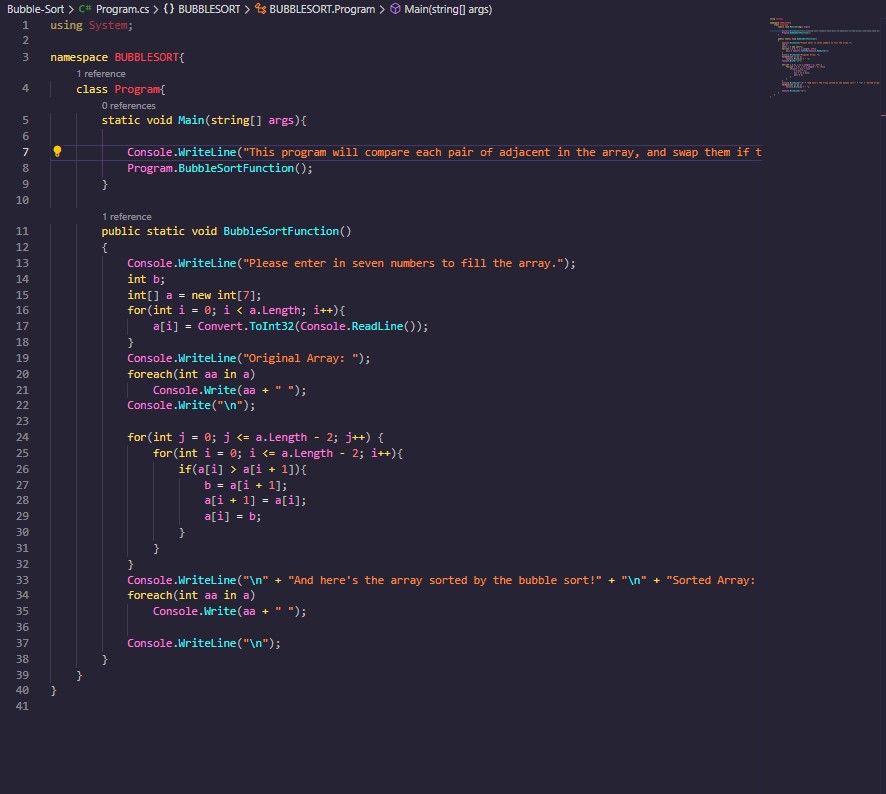 Bubble-Sort > C# Program.cs > {} BUBBLESORT > BUBBLESORT.Program > Main(string[] args)
1 using System;
2
3 namespace BUBBLESORT{
1 reference
4 class Program{
0 references
5 static void Main(string[] args){
6
7 Console.WriteLine("This program will compare each pair of adjacent in the array, and swap them if t
8 Program.BubbleSortFunction();
9 }
10
1 reference
11 public static void BubbleSortFunction()
12 {
13 Console.WriteLine("Please enter in seven numbers to fill the array.");
14 int b;
15 int[] a = new int[7];
16 for(int i = 0; i < a.Length; i++){
17 a[i] = Convert.ToInt32(Console.ReadLine());
18 }
19 Console.WriteLine("Original Array: ");
20 foreach(int aa in a)
21 Console.Write(aa + " ");
22 Console.Write("\n");
23
24 for(int j = 0; j <= a.Length - 2; j++) {
25 for(int i = 0; i <= a.Length - 2; i++){
26 if(a[i] > a[i + 1]){
27 b = a[i + 1];
28 a[i + 1] = a[i];
29 a[i] = b;
30 }
31 }
32 }
33 Console.WriteLine("\n" + "And here's the array sorted by the bubble sort!" + "\n" + "Sorted Array:
34 foreach(int aa in a)
35 Console.Write(aa + " ");
36
37 Console.WriteLine("\n");
38 }
39 }
40 }
41